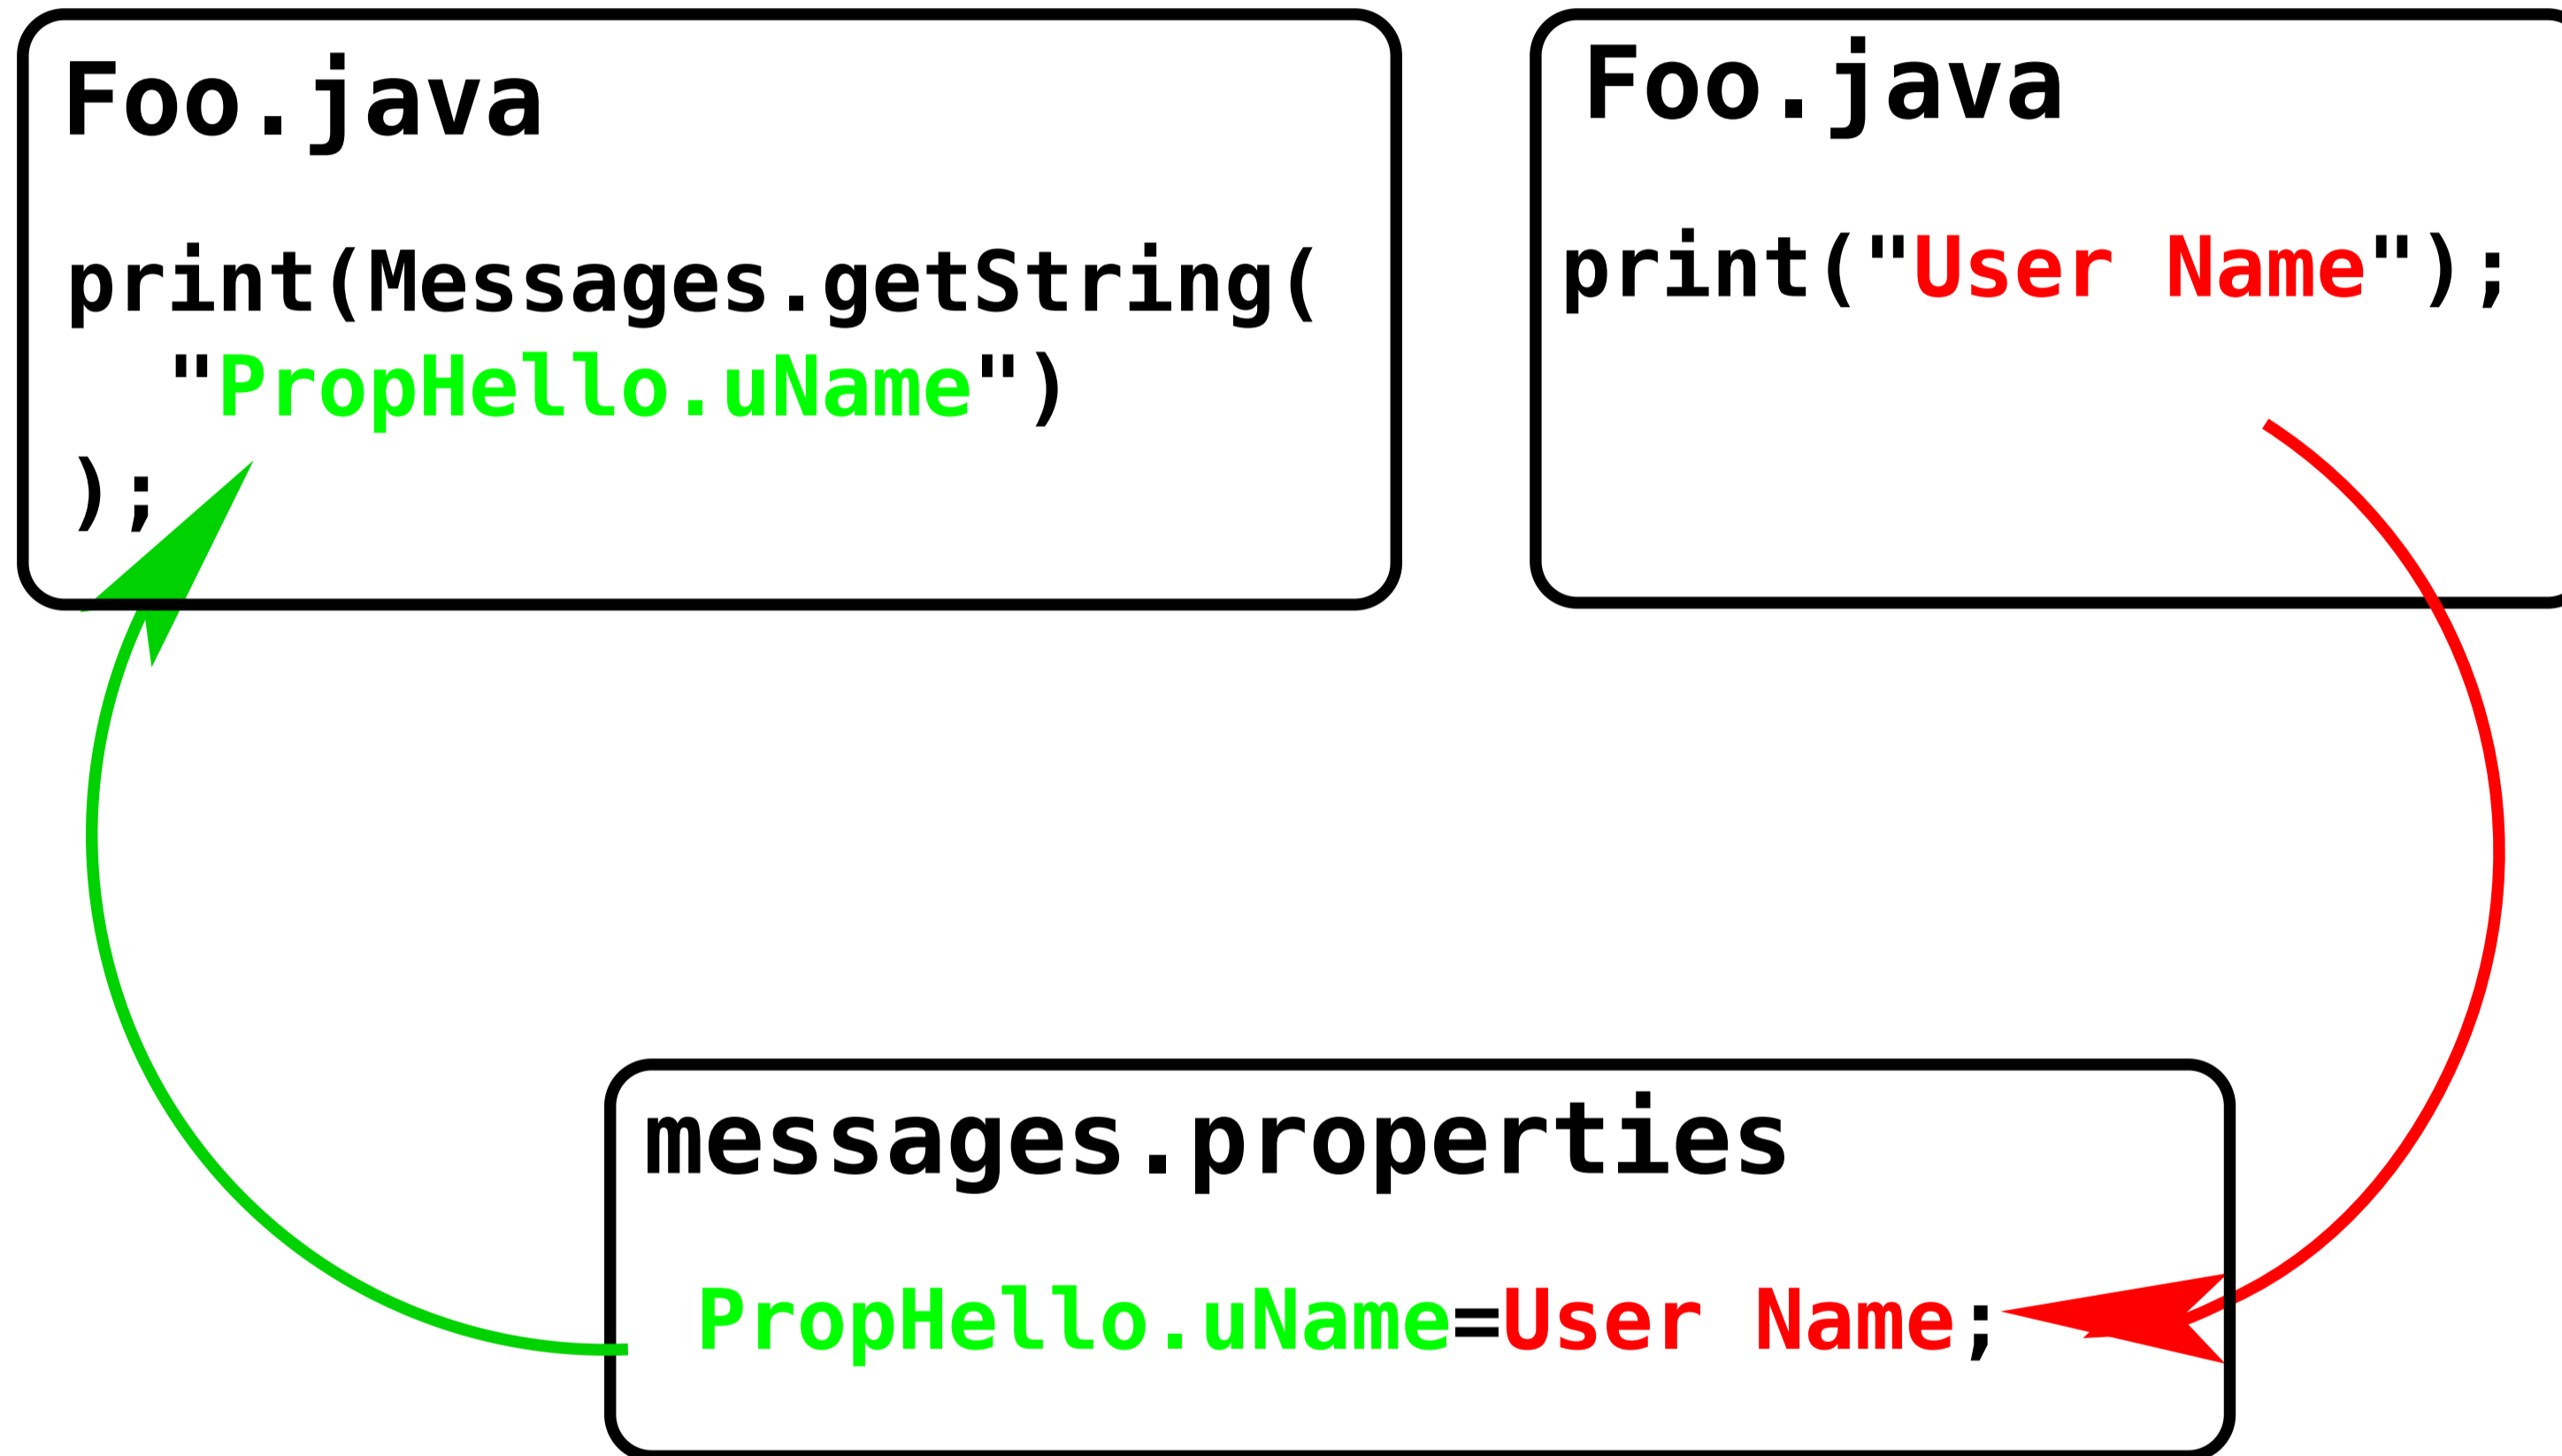 Foo.java
print(Messages.getString(
"PropHello.uName")
);
Foo.java
print("User Name");
messages.properties
PropHello.uName=User Name;